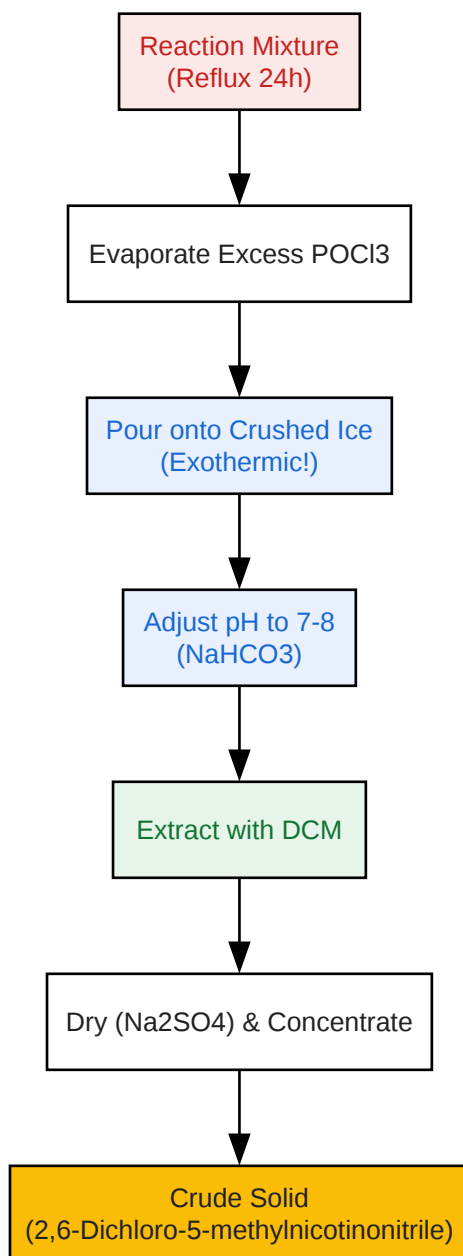 Reaction Mixture
(Reflux 24h)
Evaporate Excess POCl3
Pour onto Crushed Ice
(Exothermic!)
Adjust pH to 7-8
(NaHCO3)
Extract with DCM
Dry (Na2SO4) & Concentrate
Crude Solid
(2,6-Dichloro-5-methylnicotinonitrile)